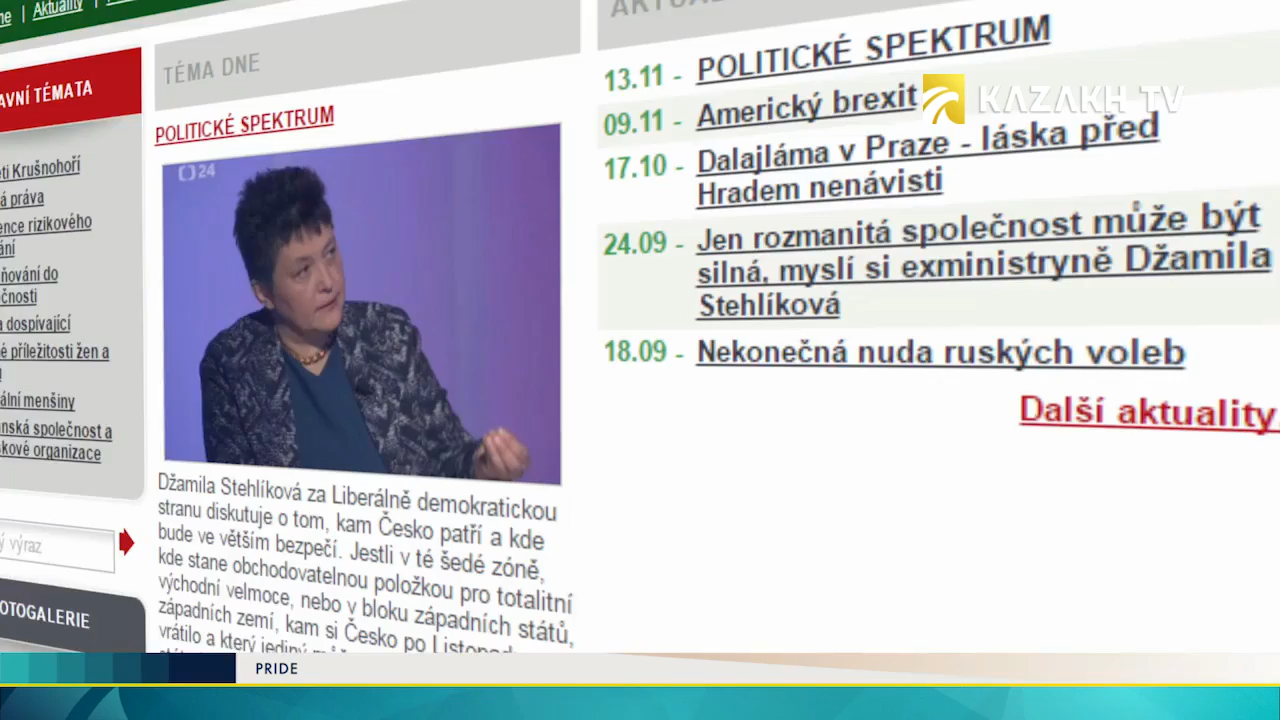 Aktuality
AVNÍ TÉMATA
eti Krušnohoří
á práva
ence rizikového
ání
ňování do
ečnosti
a dospívající
é příležitosti žen a
ální menšiny
anská společnost a
skové organizace
ý výraz
OTOGALERIE
TÉMA DNE
POLITICKÉ SPEKTRUM
24
Džamila Stehlíková za Liberálně demokratickou
stranu diskutuje o tom, kam Česko patří a kde
bude ve větším bezpečí. Jestli v té šedé zóně,
kde stane obchodovatelnou položkou pro totalitní
východní velmoce, nebo v bloku západních států,
západních zemí, kam si Česko po
vrátilo a který jediný
13.11 - POLITICKÉ SPEKTRUM
09.11 - Americký brexit
17.10 - Dalajláma v Praze - láska před
Hradem nenávisti
24.09 - Jen rozmanitá společnost může být
silná, myslí si exministryně Džamila
Stehlíková
18.09 - Nekonečná nuda ruských voleb
Další aktuality
KAZAKH TV
PRIDE